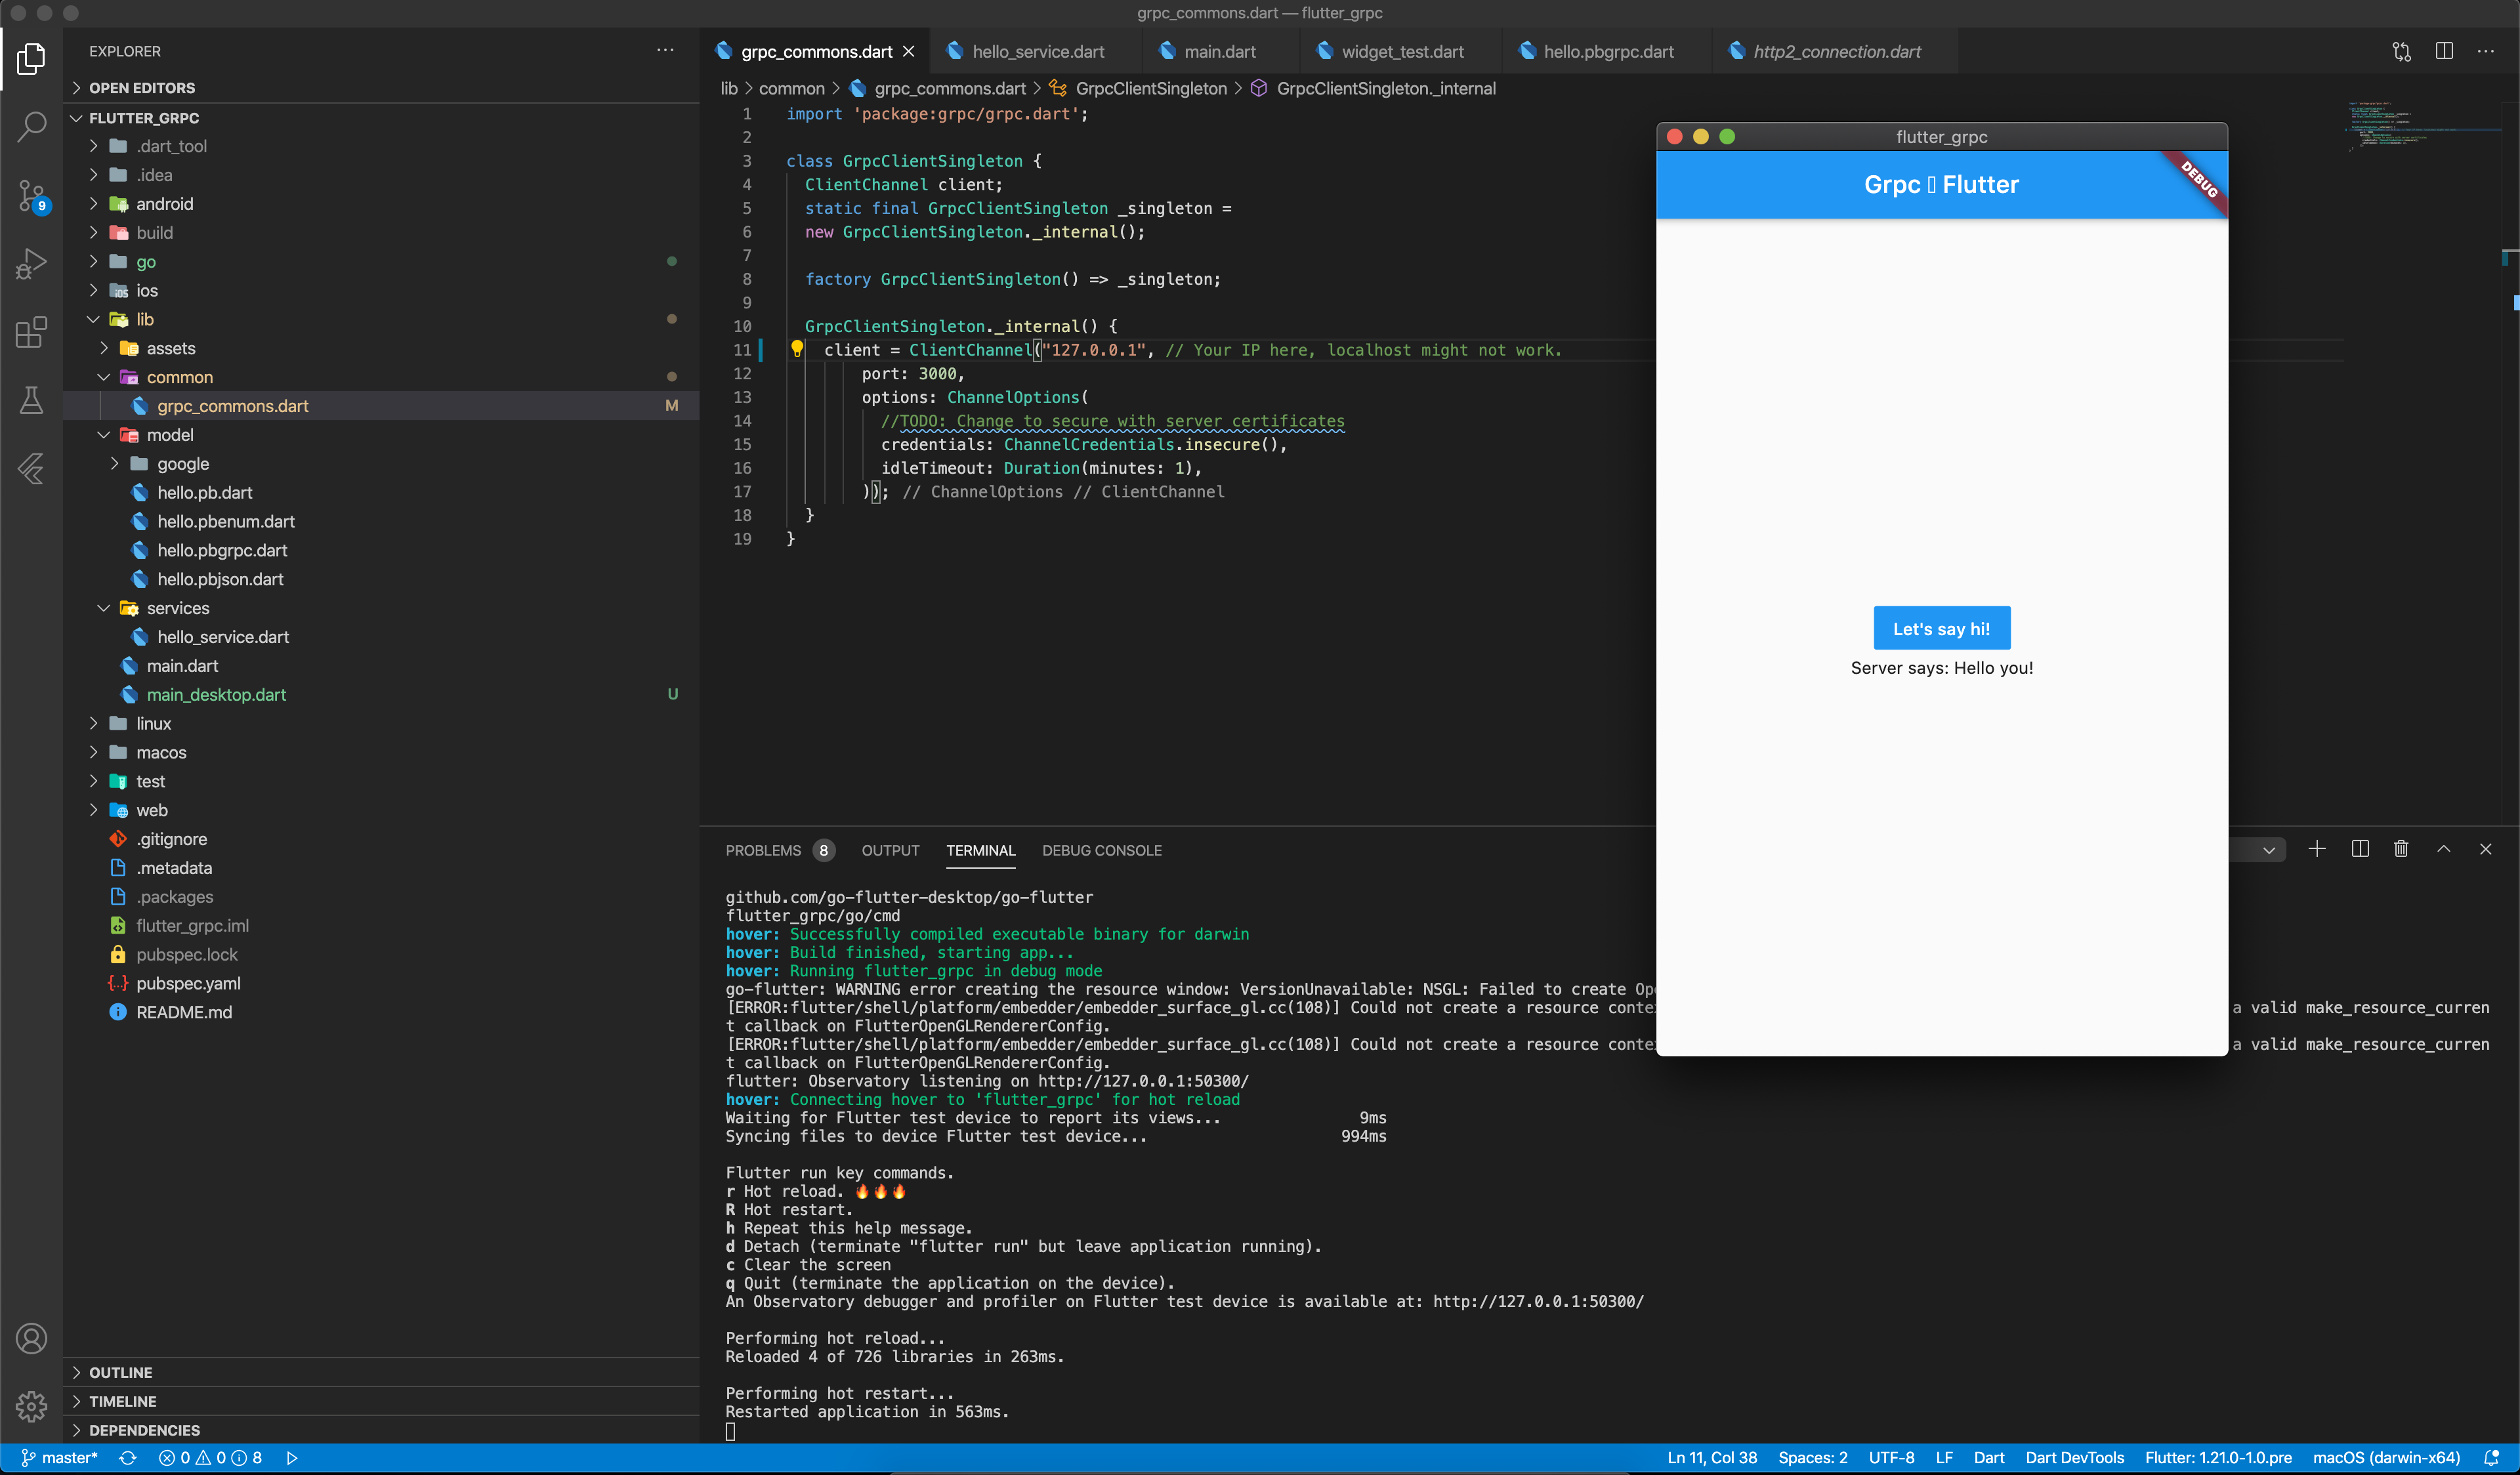 grpc_commons.dart — flutter_grpc
EXPLORER
OPEN EDITORS
FLUTTER_GRPC
.dart_tool
.idea
android
build
go
ios
lib
assets
common
grpc_commons.dart M
model
google
hello.pb.dart
hello.pbenum.dart
hello.pbgrpc.dart
hello.pbjson.dart
services
hello_service.dart
main.dart
main_desktop.dart U
linux
macos
test
web
.gitignore
.metadata
.packages
flutter_grpc.iml
pubspec.lock
pubspec.yaml
README.md
OUTLINE
TIMELINE
DEPENDENCIES
9
grpc_commons.dart hello_service.dart main.dart widget_test.dart hello.pbgrpc.dart http2_connection.dart
lib > common > grpc_commons.dart > GrpcClientSingleton > GrpcClientSingleton._internal
1 import 'package:grpc/grpc.dart';
2
3 class GrpcClientSingleton {
4 ClientChannel client;
5 static final GrpcClientSingleton _singleton =
6 new GrpcClientSingleton._internal();
7
8 factory GrpcClientSingleton() => _singleton;
9
10 GrpcClientSingleton._internal() {
11 client = ClientChannel("127.0.0.1", // Your IP here, localhost might not work.
12 port: 3000,
13 options: ChannelOptions(
14 //TODO: Change to secure with server certificates
15 credentials: ChannelCredentials.insecure(),
16 idleTimeout: Duration(minutes: 1),
17 )); // ChannelOptions // ClientChannel
18 }
19 }
flutter_grpc
Grpc Flutter
DEBUG
Let's say hi!
Server says: Hello you!
PROBLEMS 8 OUTPUT TERMINAL DEBUG CONSOLE
github.com/go-flutter-desktop/go-flutter
flutter_grpc/go/cmd
hover: Successfully compiled executable binary for darwin
hover: Build finished, starting app...
hover: Running flutter_grpc in debug mode
go-flutter: WARNING error creating the resource window: VersionUnavailable: NSGL: Failed to create Op
[ERROR:flutter/shell/platform/embedder/embedder_surface_gl.cc(108)] Could not create a resource conte a valid make_resource_curren
t callback on FlutterOpenGLRendererConfig.
[ERROR:flutter/shell/platform/embedder/embedder_surface_gl.cc(108)] Could not create a resource conte a valid make_resource_curren
t callback on FlutterOpenGLRendererConfig.
flutter: Observatory listening on http://127.0.0.1:50300/
hover: Connecting hover to 'flutter_grpc' for hot reload
Waiting for Flutter test device to report its views... 9ms
Syncing files to device Flutter test device... 994ms
Flutter run key commands.
r Hot reload. 🔥🔥🔥
R Hot restart.
h Repeat this help message.
d Detach (terminate "flutter run" but leave application running).
c Clear the screen
q Quit (terminate the application on the device).
An Observatory debugger and profiler on Flutter test device is available at: http://127.0.0.1:50300/
Performing hot reload...
Reloaded 4 of 726 libraries in 263ms.
Performing hot restart...
Restarted application in 563ms.
master* 0 0 8 Ln 11, Col 38 Spaces: 2 UTF-8 LF Dart Dart DevTools Flutter: 1.21.0-1.0.pre macOS (darwin-x64)